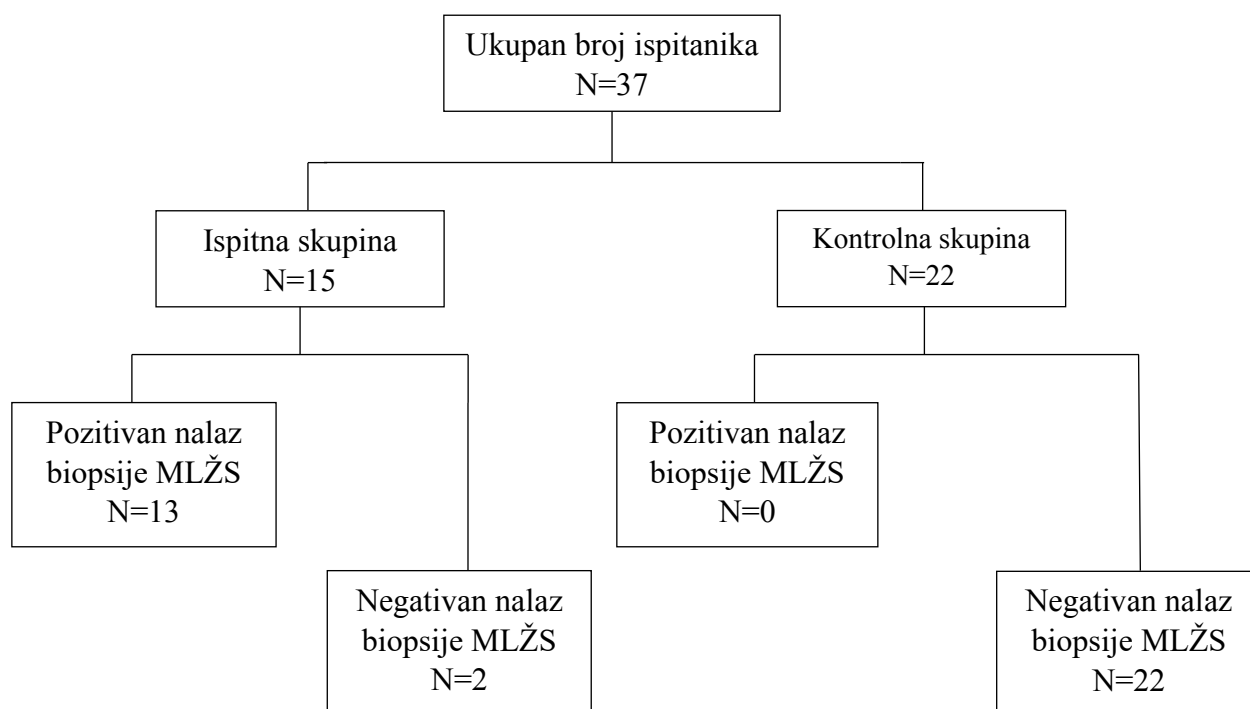 Ukupan broj ispitanika
N=37
Ispitna skupina
N=15
Kontrolna skupina
N=22
Pozitivan nalaz
biopsije MLŽS
N=13
Negativan nalaz
biopsije MLŽS
N=2
Pozitivan nalaz
biopsije MLŽS
N=0
Negativan nalaz
biopsije MLŽS
N=22